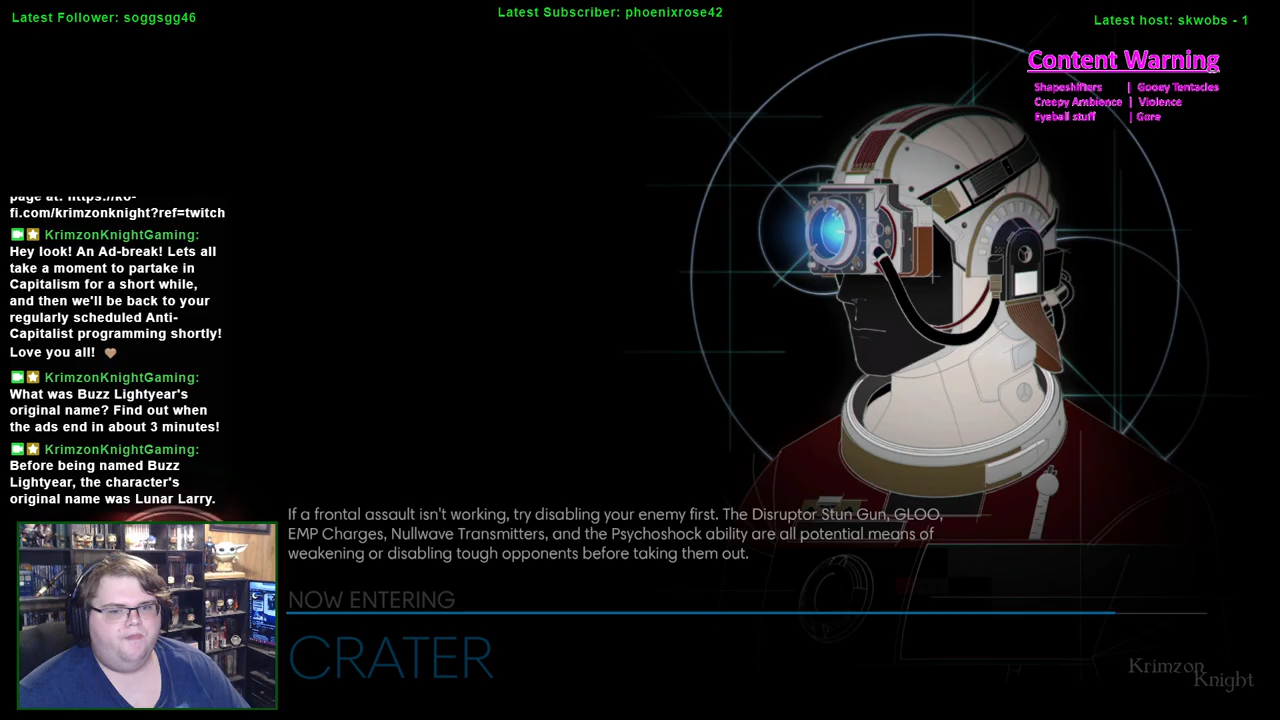 Latest Follower: soggsgg46
Latest Subscriber: phoenixrose42
Latest host: skwobs - 1
Content Warning
Shapeshifters | Gooey Tentacles
Creepy Ambience | Violence
Eyeball stuff | Gore
page at: https://ko-
fi.com/krimzonknight?ref=twitch
KrimzonKnightGaming:
Hey look! An Ad-break! Lets all
take a moment to partake in
Capitalism for a short while,
and then we'll be back to your
regularly scheduled Anti-
Capitalist programming shortly!
Love you all!
KrimzonKnightGaming:
What was Buzz Lightyear's
original name? Find out when
the ads end in about 3 minutes!
KrimzonKnightGaming:
Before being named Buzz
Lightyear, the character's
original name was Lunar Larry.
If a frontal assault isn't working, try disabling your enemy first. The Disruptor Stun Gun, GLOO,
EMP Charges, Nullwave Transmitters, and the Psychoshock ability are all potential means of
weakening or disabling tough opponents before taking them out.
NOW ENTERING
CRATER
Krimzon
Knight